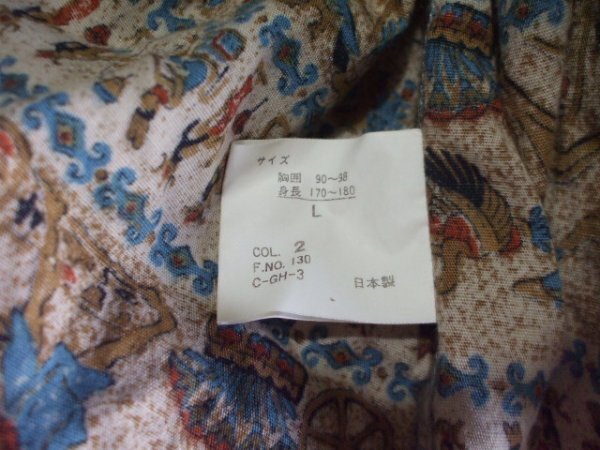 サイズ
胸囲 90～98
身長 170～180
L
COL. 2
F.NO. 130
C-GH-3
日本製